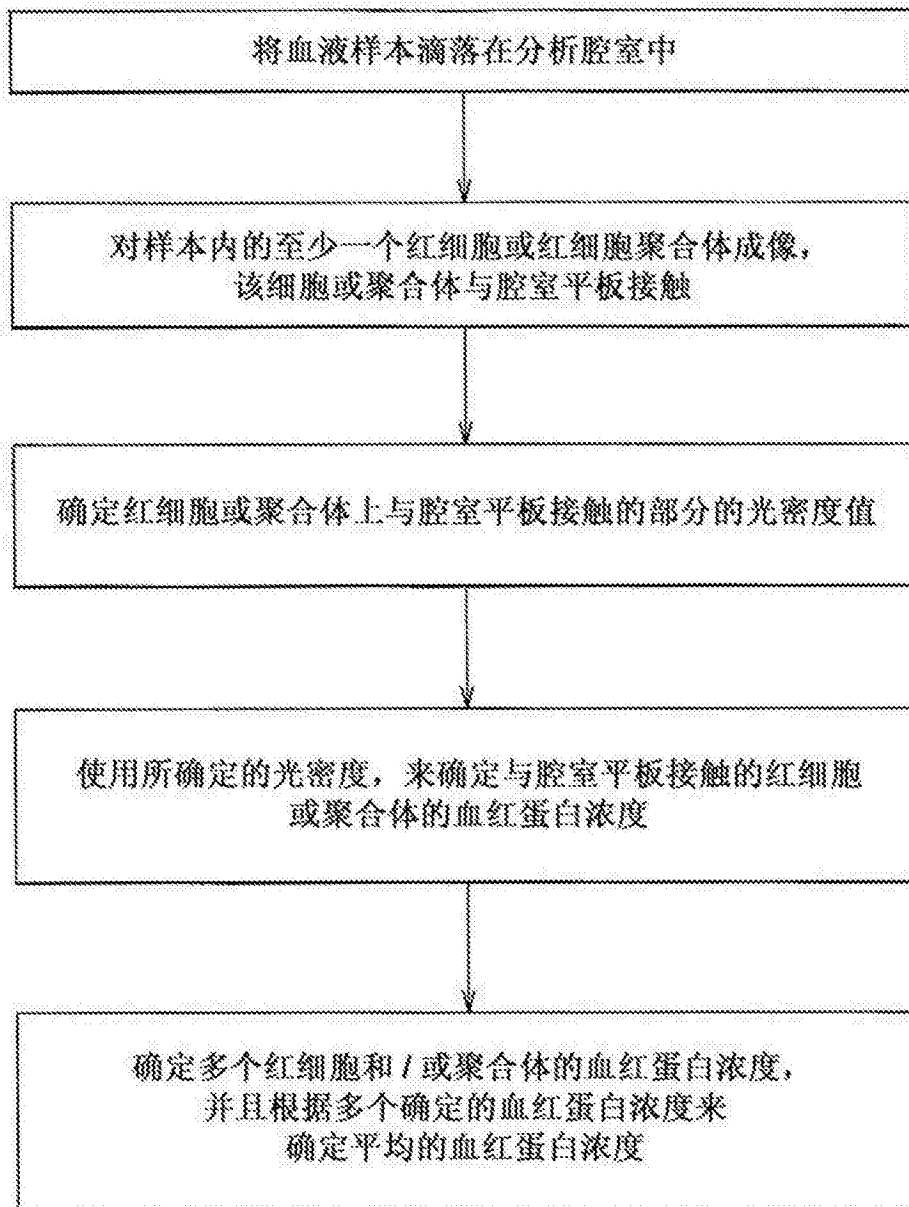 将血液样本滴落在分析腔室中
对样本内的至少一个红细胞或红细胞聚合体成像，
该细胞或聚合体与腔室平板接触
确定红细胞或聚合体上与腔室平板接触的部分的光密度值
使用所确定的光密度，来确定与腔室平板接触的红细胞
或聚合体的血红蛋白浓度
确定多个红细胞和 / 或聚合体的血红蛋白浓度，
并且根据多个确定的血红蛋白浓度来
确定平均的血红蛋白浓度